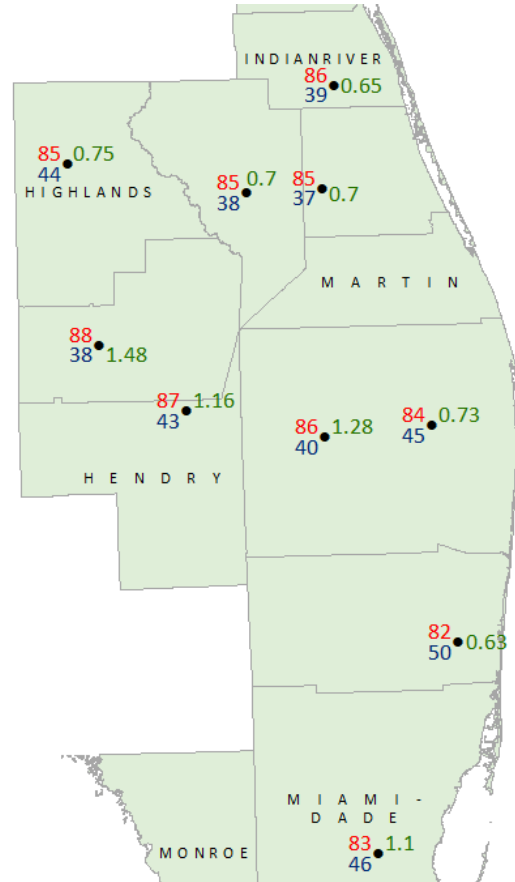 INDIANRIVER
86
39 0.65
85 0.75
44
HIGHLANDS
85 0.7
38
85
37 0.7
MARTIN
88
38 1.48
87 1.16
43
86 1.28
40
84 0.73
45
HENDRY
82
50 0.63
MIAMI-
DADE
83 1.1
46
MONROE